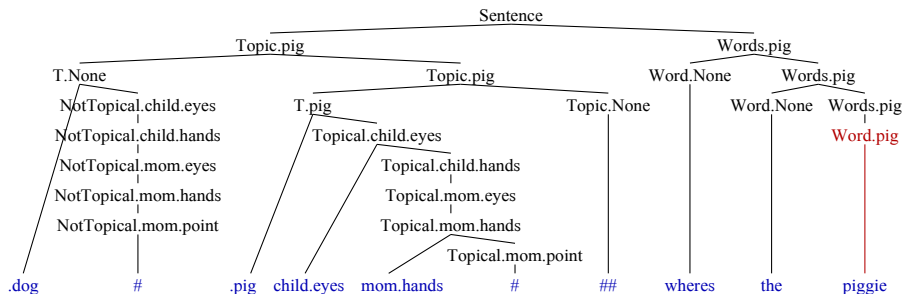 Sentence
Topic.pig Words.pig
T.None Topic.pig Word.None Words.pig
NotTopical.child.eyes T.pig Topic.None Word.None Words.pig
NotTopical.child.hands Topical.child.eyes Word.pig
NotTopical.mom.eyes Topical.child.hands
NotTopical.mom.hands Topical.mom.eyes
NotTopical.mom.point Topical.mom.hands
Topical.mom.point
.dog # .pig child.eyes mom.hands # ## wheres the piggie